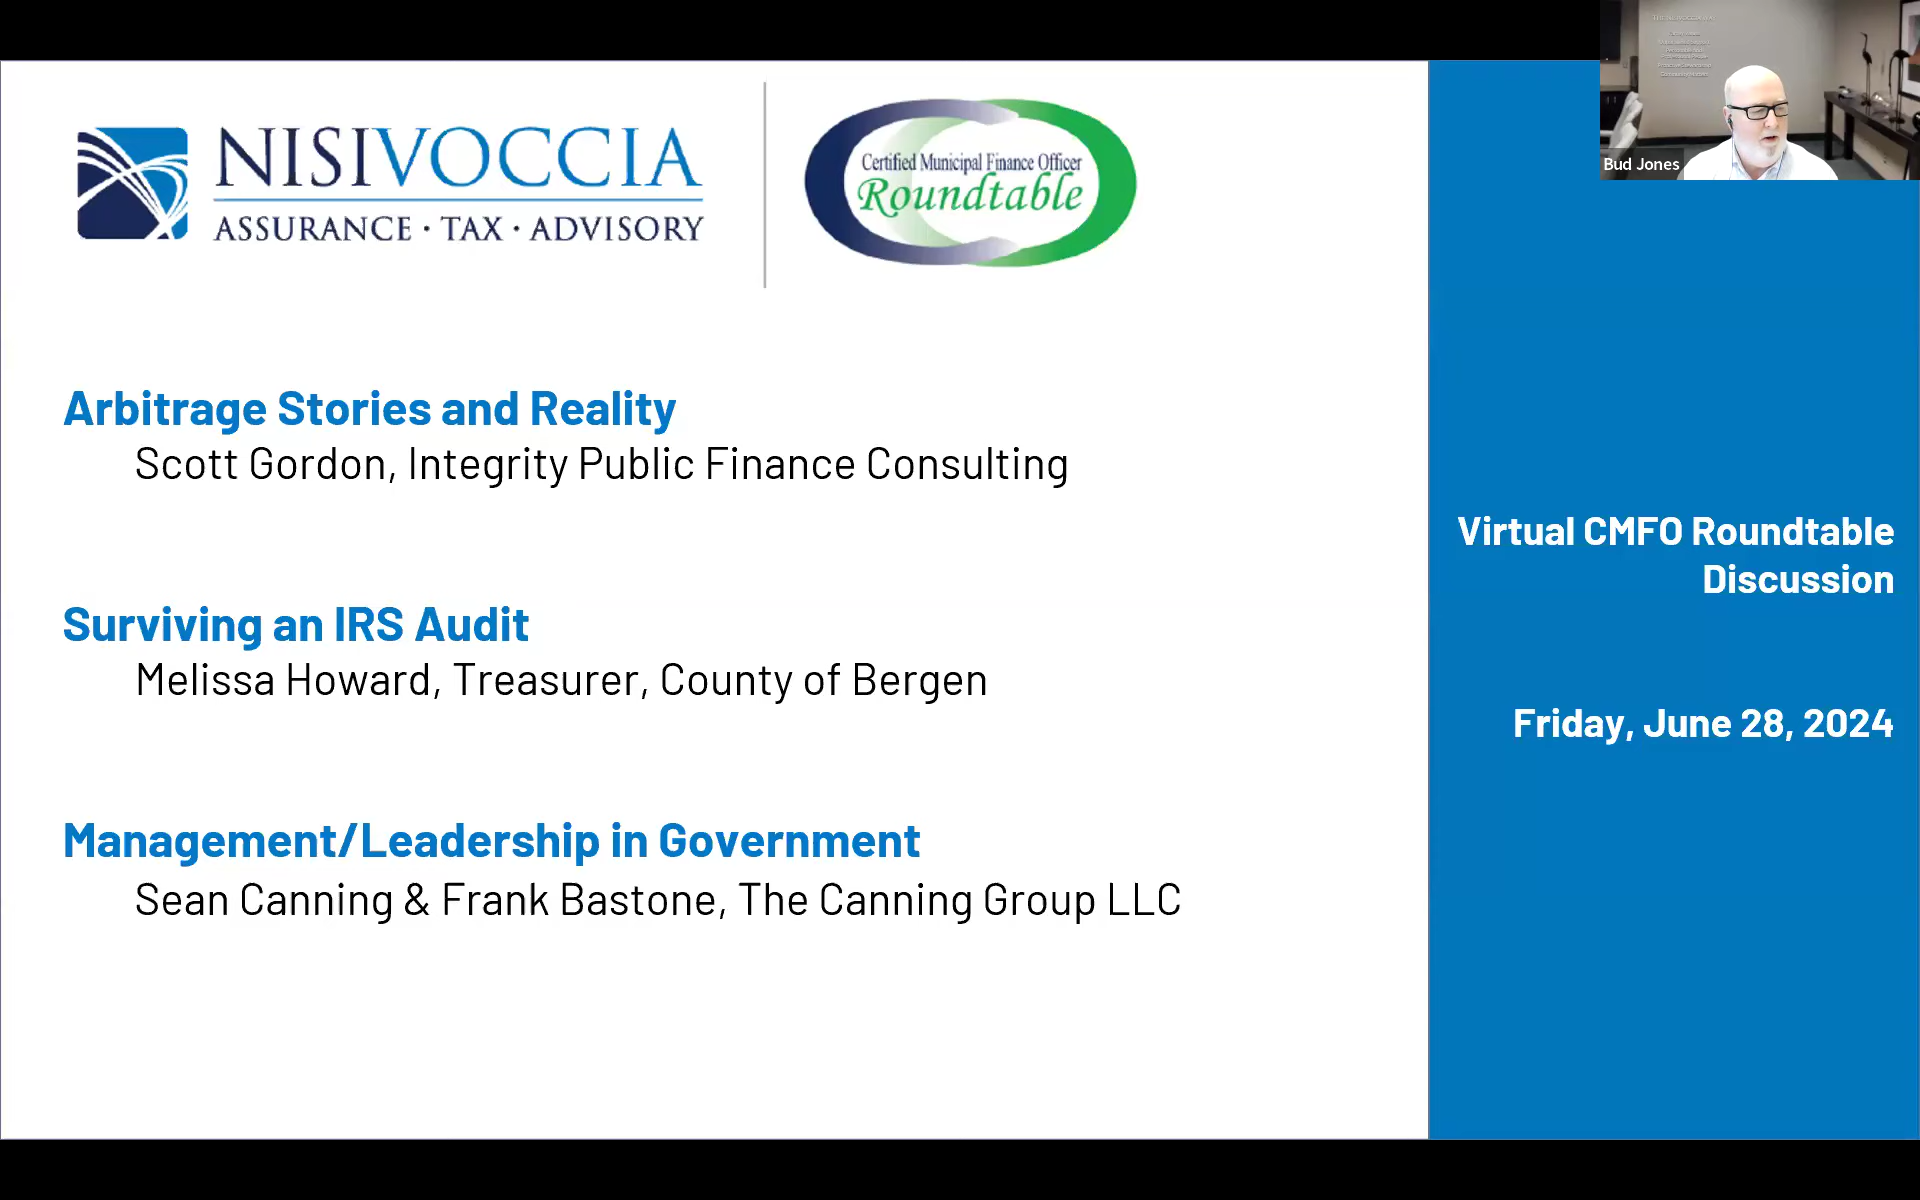 NISIVOCCIA
ASSURANCE · TAX · ADVISORY
Certified Municipal Finance Officer
Roundtable
Bud Jones
Arbitrage Stories and Reality
Scott Gordon, Integrity Public Finance Consulting
Surviving an IRS Audit
Melissa Howard, Treasurer, County of Bergen
Management/Leadership in Government
Sean Canning & Frank Bastone, The Canning Group LLC
Virtual CMFO Roundtable
Discussion
Friday, June 28, 2024